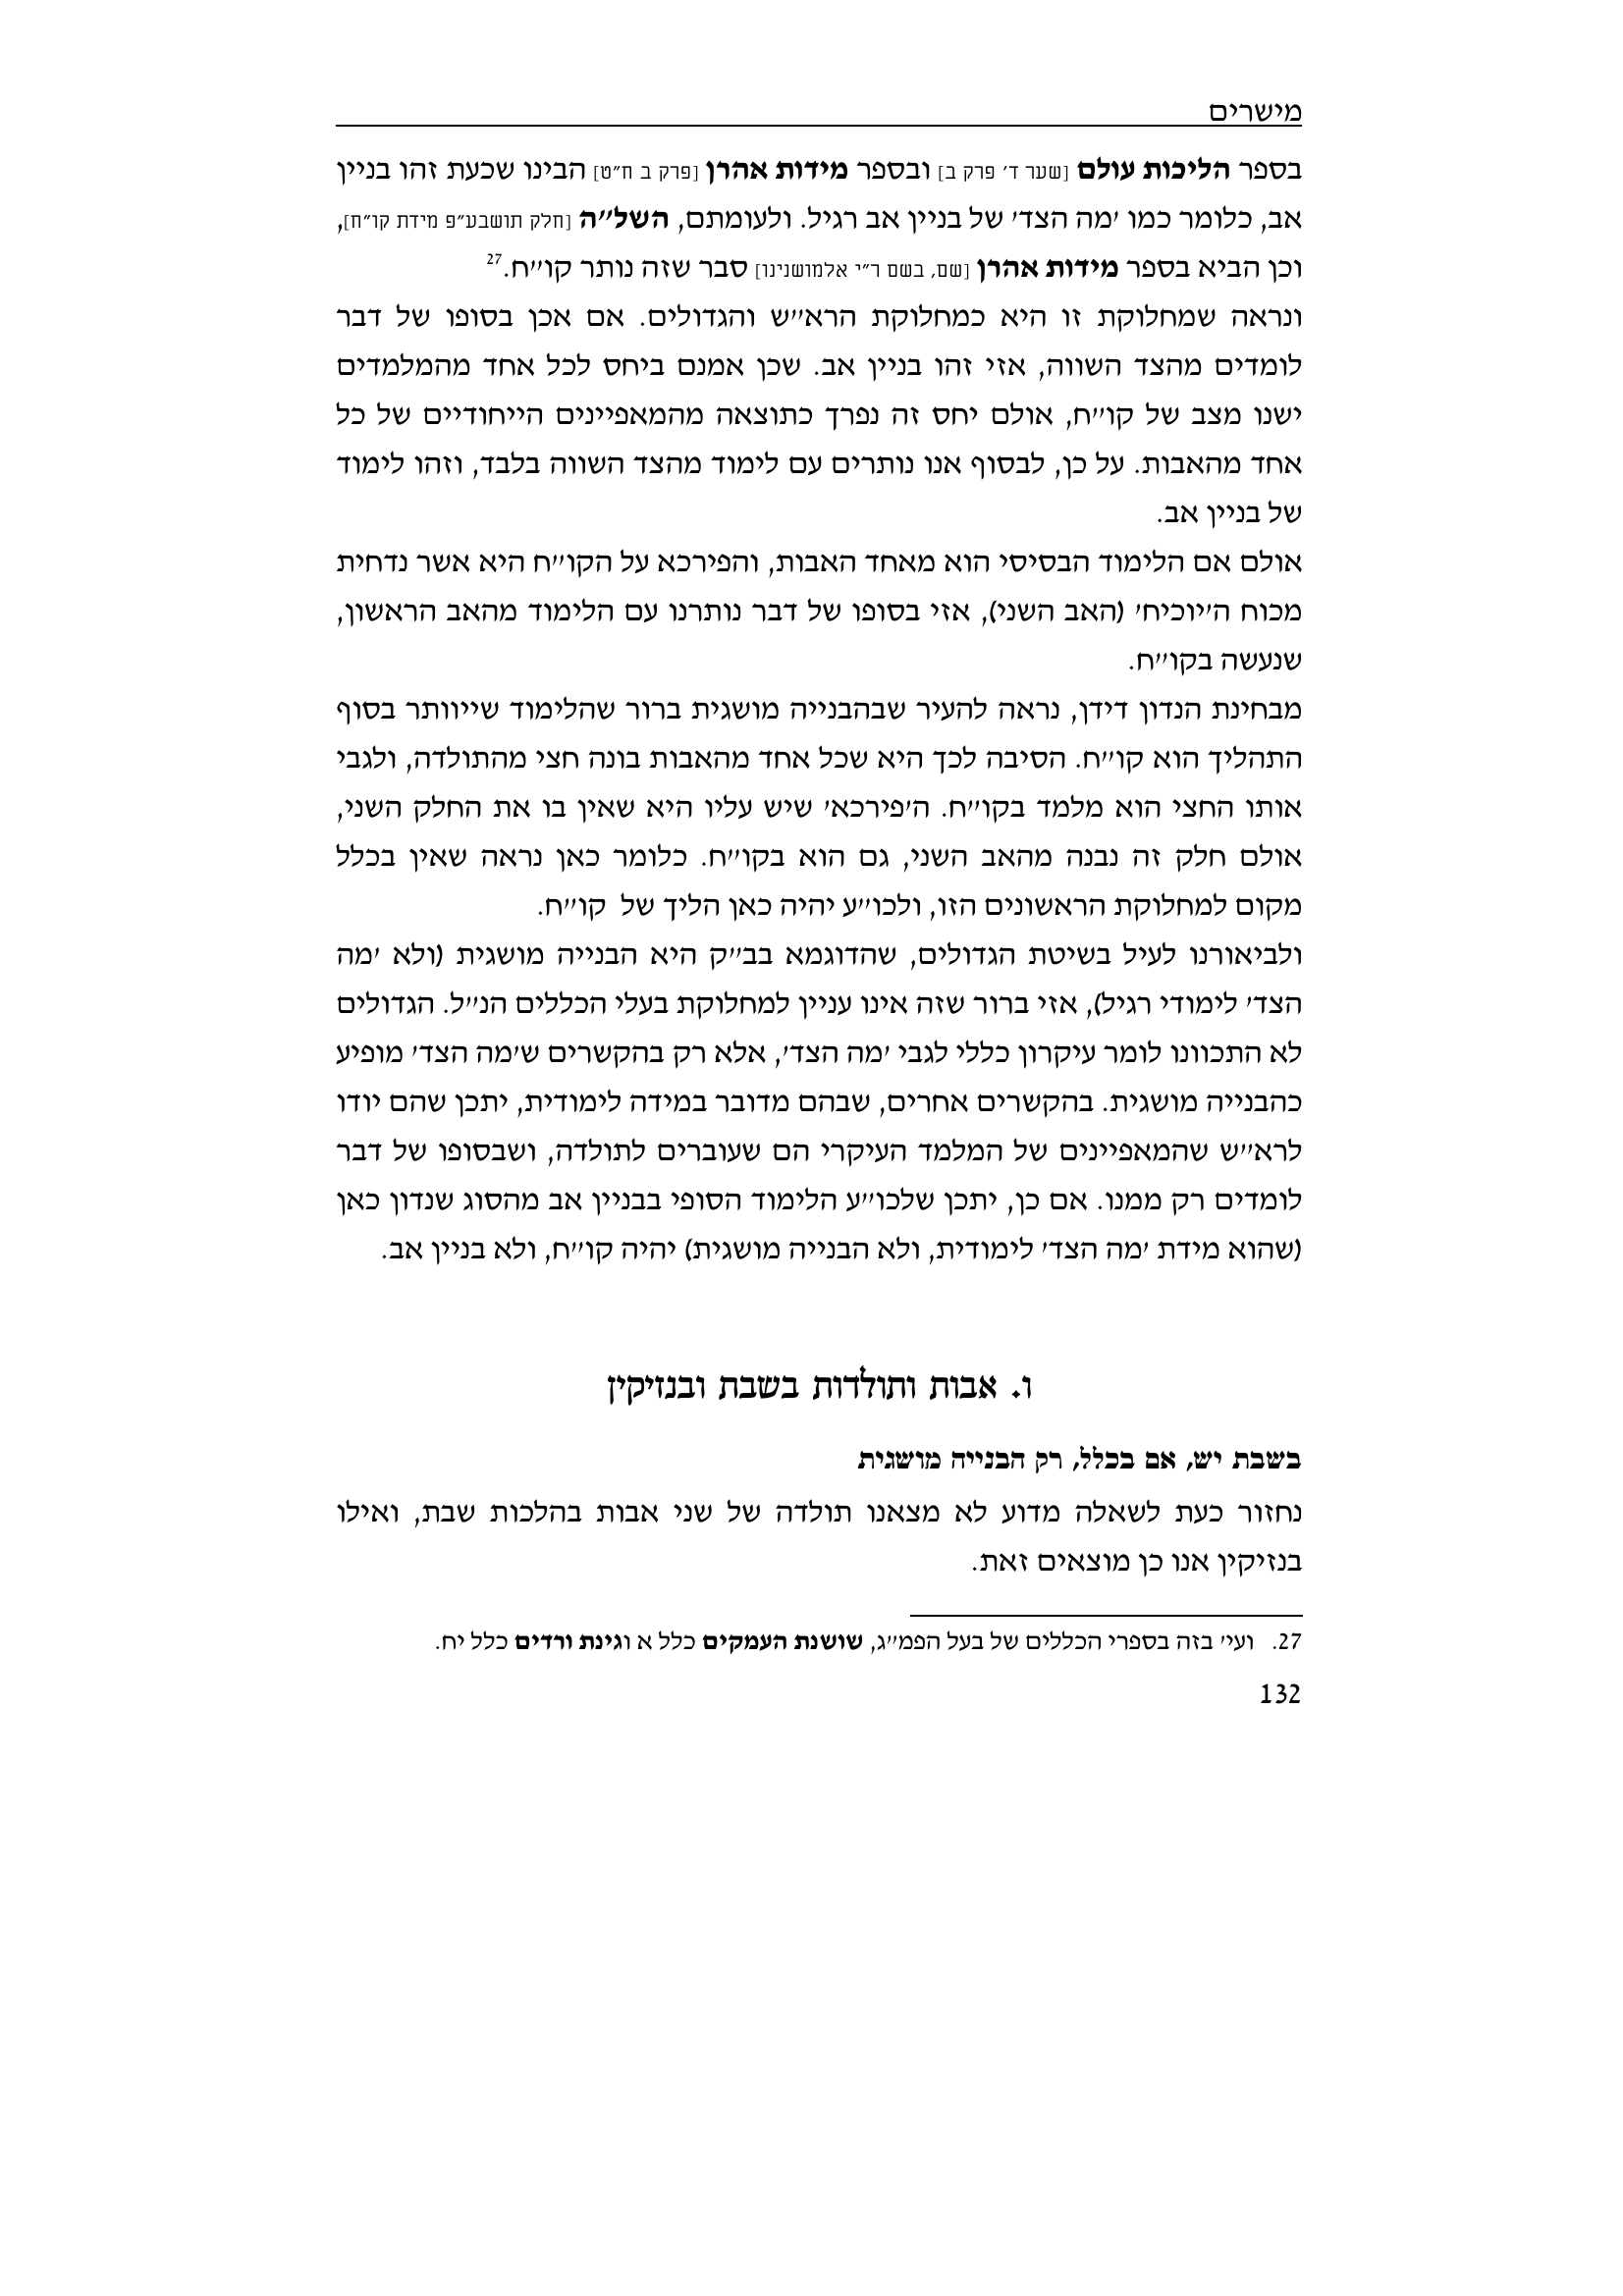 מישרים
בספר הליכות עולם [שער ד׳ פרק ב] ובספר מידות אהרן [פרק ב ח״ט] הבינו שכעת זהו בניין
אב, כלומר כמו ׳מה הצד׳ של בניין אב רגיל. ולעומתם, השל״ה [חלק תושבע״פ מידת קו״ח],
וכן הביא בספר מידות אהרן [שם, בשם ר״י אלמושנינו] סבר שזה נותר קו״ח.27
ונראה שמחלוקת זו היא כמחלוקת הרא״ש והגדולים. אם אכן בסופו של דבר
לומדים מהצד השווה, אזי זהו בניין אב. שכן אמנם ביחס לכל אחד מהמלמדים
ישנו מצב של קו״ח, אולם יחס זה נפרך כתוצאה מהמאפיינים הייחודיים של כל
אחד מהאבות. על כן, לבסוף אנו נותרים עם לימוד מהצד השווה בלבד, וזהו לימוד
של בניין אב.
אולם אם הלימוד הבסיסי הוא מאחד האבות, והפירכא על הקו״ח היא אשר נדחית
מכוח ה׳יוכיח׳ (האב השני), אזי בסופו של דבר נותרנו עם הלימוד מהאב הראשון,
שנעשה בקו״ח.
מבחינת הנדון דידן, נראה להעיר שבהבנייה מושגית ברור שהלימוד שייוותר בסוף
התהליך הוא קו״ח. הסיבה לכך היא שכל אחד מהאבות בונה חצי מהתולדה, ולגבי
אותו החצי הוא מלמד בקו״ח. ה׳פירכא׳ שיש עליו היא שאין בו את החלק השני,
אולם חלק זה נבנה מהאב השני, גם הוא בקו״ח. כלומר כאן נראה שאין בכלל
מקום למחלוקת הראשונים הזו, ולכו״ע יהיה כאן הליך של קו״ח.
ולביאורנו לעיל בשיטת הגדולים, שהדוגמא בב״ק היא הבנייה מושגית (ולא ׳מה
הצד׳ לימודי רגיל), אזי ברור שזה אינו עניין למחלוקת בעלי הכללים הנ״ל. הגדולים
לא התכוונו לומר עיקרון כללי לגבי ׳מה הצד׳, אלא רק בהקשרים ש׳מה הצד׳ מופיע
כהבנייה מושגית. בהקשרים אחרים, שבהם מדובר במידה לימודית, יתכן שהם יודו
לרא״ש שהמאפיינים של המלמד העיקרי הם שעוברים לתולדה, ושבסופו של דבר
לומדים רק ממנו. אם כן, יתכן שלכו״ע הלימוד הסופי בבניין אב מהסוג שנדון כאן
(שהוא מידת ׳מה הצד׳ לימודית, ולא הבנייה מושגית) יהיה קו״ח, ולא בניין אב.
ו. אבות ותולדות בשבת ובנזיקין
בשבת יש, אם בכלל, רק הבנייה מושגית
נחזור כעת לשאלה מדוע לא מצאנו תולדה של שני אבות בהלכות שבת, ואילו
בנזיקין אנו כן מוצאים זאת.
27. ועי׳ בזה בספרי הכללים של בעל הפמ״ג, שושנת העמקים כלל א וגינת ורדים כלל יח.
132